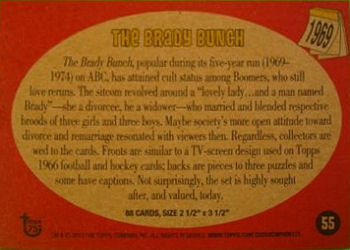 THE BRADY BUNCH
1969
The Brady Bunch, popular during its five-year run (1969–
1974) on ABC, has attained cult status among Boomers, who still
love reruns. The sitcom revolved around a "lovely lady...and a man named
Brady"—she a divorcee, he a widower—who married and blended respective
broods of three girls and three boys. Maybe society's more open attitude toward
divorce and remarriage resonated with viewers then. Regardless, collectors are
wed to the cards. Fronts are similar to a TV-screen design used on Topps
1966 football and hockey cards; backs are pieces to three puzzles and
some have captions. Not surprisingly, the set is highly sought
after, and valued, today.
88 CARDS, SIZE 2 1/2" x 3 1/2"
75
55